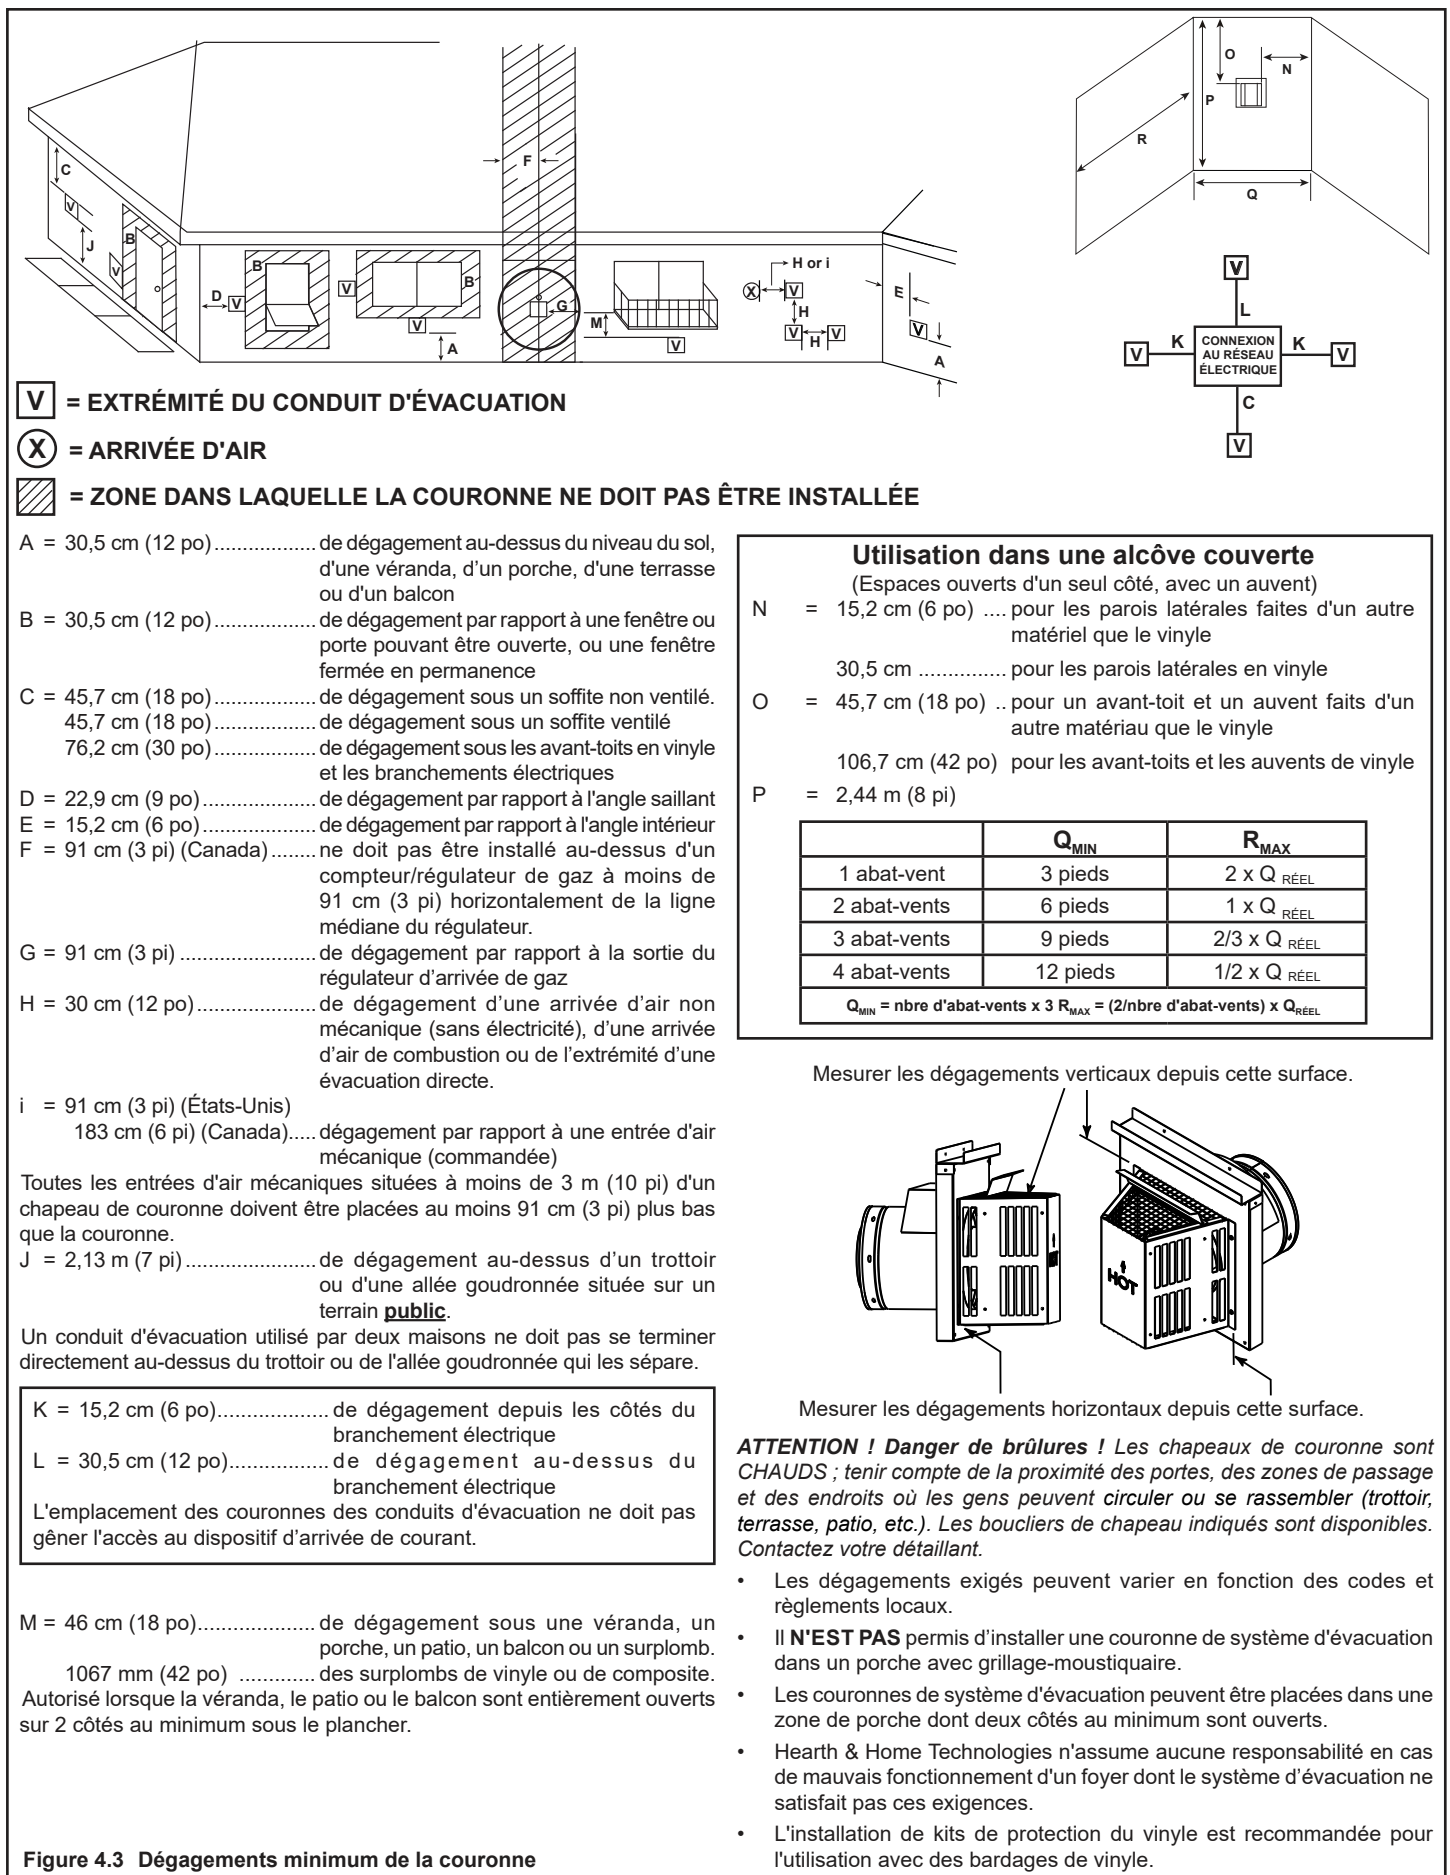 C
V
J
B
V
D
V
B
V
B
V
A
F
G
M
V
H or i
X
V
H
V
H
V
E
V
A
O
N
P
R
Q
V
L
V
K
CONNEXION
AU RÉSEAU
ÉLECTRIQUE
K
V
C
V
V = EXTRÉMITÉ DU CONDUIT D'ÉVACUATION
X = ARRIVÉE D'AIR
= ZONE DANS LAQUELLE LA COURONNE NE DOIT PAS ÊTRE INSTALLÉE
A = 30,5 cm (12 po).................. de dégagement au-dessus du niveau du sol,
d'une véranda, d’un porche, d'une terrasse
ou d'un balcon
B = 30,5 cm (12 po).................. de dégagement par rapport à une fenêtre ou
porte pouvant être ouverte, ou une fenêtre
fermée en permanence
C = 45,7 cm (18 po).................. de dégagement sous un soffite non ventilé.
45,7 cm (18 po).................. de dégagement sous un soffite ventilé
76,2 cm (30 po).................. de dégagement sous les avant-toits en vinyle
et les branchements électriques
D = 22,9 cm (9 po).................... de dégagement par rapport à l'angle saillant
E = 15,2 cm (6 po).................... de dégagement par rapport à l'angle intérieur
F = 91 cm (3 pi) (Canada)........ ne doit pas être installé au-dessus d'un
compteur/régulateur de gaz à moins de
91 cm (3 pi) horizontalement de la ligne
médiane du régulateur.
G = 91 cm (3 pi) ........................ de dégagement par rapport à la sortie du
régulateur d’arrivée de gaz
H = 30 cm (12 po)..................... de dégagement d’une arrivée d’air non
mécanique (sans électricité), d’une arrivée
d’air de combustion ou de l’extrémité d’une
évacuation directe.
i = 91 cm (3 pi) (États-Unis)
183 cm (6 pi) (Canada)..... dégagement par rapport à une entrée d'air
mécanique (commandée)
Toutes les entrées d'air mécaniques situées à moins de 3 m (10 pi) d'un
chapeau de couronne doivent être placées au moins 91 cm (3 pi) plus bas
que la couronne.
J = 2,13 m (7 pi)....................... de dégagement au-dessus d’un trottoir
ou d'une allée goudronnée située sur un
terrain public.
Un conduit d'évacuation utilisé par deux maisons ne doit pas se terminer
directement au-dessus du trottoir ou de l'allée goudronnée qui les sépare.
K = 15,2 cm (6 po)................... de dégagement depuis les côtés du
branchement électrique
L = 30,5 cm (12 po)................. de dégagement au-dessus du
branchement électrique
L'emplacement des couronnes des conduits d'évacuation ne doit pas
gêner l'accès au dispositif d’arrivée de courant.
M = 46 cm (18 po).................... de dégagement sous une véranda, un
porche, un patio, un balcon ou un surplomb.
1067 mm (42 po) ............. des surplombs de vinyle ou de composite.
Autorisé lorsque la véranda, le patio ou le balcon sont entièrement ouverts
sur 2 côtés au minimum sous le plancher.
Figure 4.3 Dégagements minimum de la couronne
Utilisation dans une alcôve couverte
(Espaces ouverts d'un seul côté, avec un auvent)
N = 15,2 cm (6 po) .... pour les parois latérales faites d'un autre
matériel que le vinyle
30,5 cm ............... pour les parois latérales en vinyle
O = 45,7 cm (18 po) .. pour un avant-toit et un auvent faits d'un
autre matériau que le vinyle
106,7 cm (42 po) pour les avant-toits et les auvents de vinyle
P = 2,44 m (8 pi)
QMIN RMAX
1 abat-vent 3 pieds 2 x Q RÉEL
2 abat-vents 6 pieds 1 x Q RÉEL
3 abat-vents 9 pieds 2/3 x Q RÉEL
4 abat-vents 12 pieds 1/2 x Q RÉEL
QMIN = nbre d'abat-vents x 3 RMAX = (2/nbre d'abat-vents) x QRÉEL
Mesurer les dégagements verticaux depuis cette surface.
HOT
Mesurer les dégagements horizontaux depuis cette surface.
ATTENTION ! Danger de brûlures ! Les chapeaux de couronne sont
CHAUDS ; tenir compte de la proximité des portes, des zones de passage
et des endroits où les gens peuvent circuler ou se rassembler (trottoir,
terrasse, patio, etc.). Les boucliers de chapeau indiqués sont disponibles.
Contactez votre détaillant.
• Les dégagements exigés peuvent varier en fonction des codes et
règlements locaux.
• Il N'EST PAS permis d’installer une couronne de système d'évacuation
dans un porche avec grillage-moustiquaire.
• Les couronnes de système d'évacuation peuvent être placées dans une
zone de porche dont deux côtés au minimum sont ouverts.
• Hearth & Home Technologies n'assume aucune responsabilité en cas
de mauvais fonctionnement d'un foyer dont le système d’évacuation ne
satisfait pas ces exigences.
• L'installation de kits de protection du vinyle est recommandée pour
l'utilisation avec des bardages de vinyle.